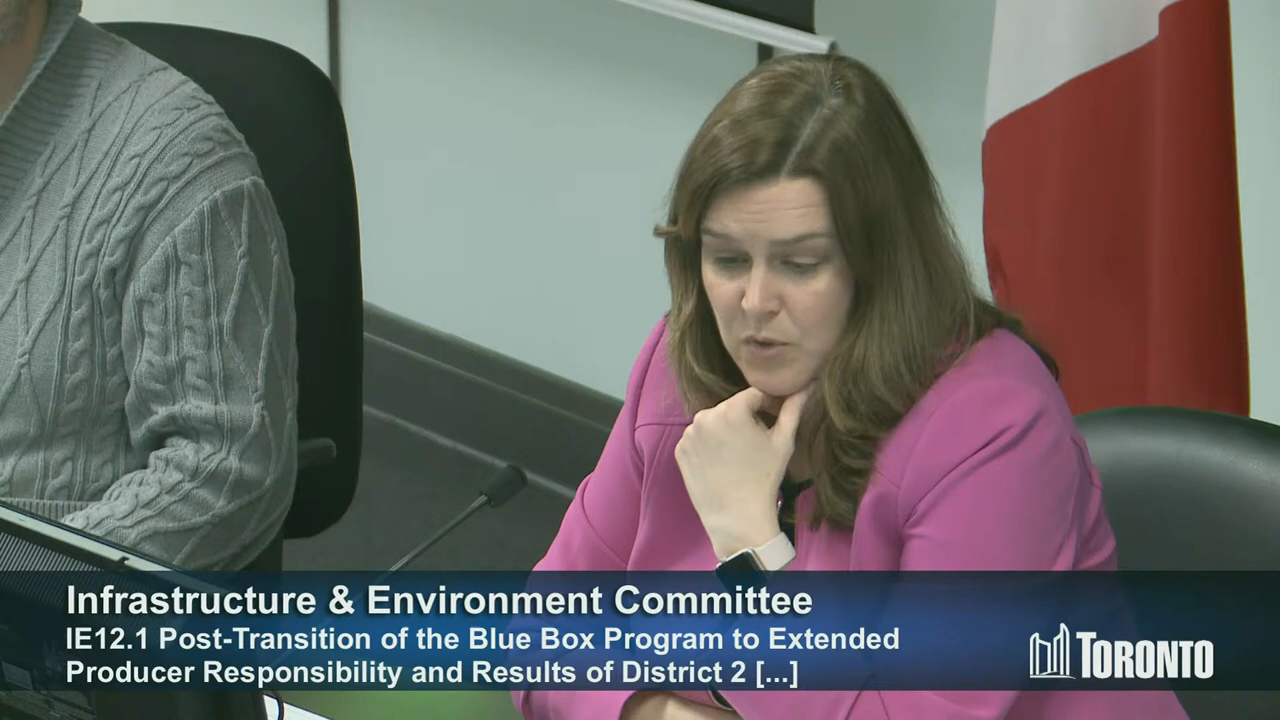 Infrastructure & Environment Committee
IE12.1 Post-Transition of the Blue Box Program to Extended
Producer Responsibility and Results of District 2 [...]
TORONTO